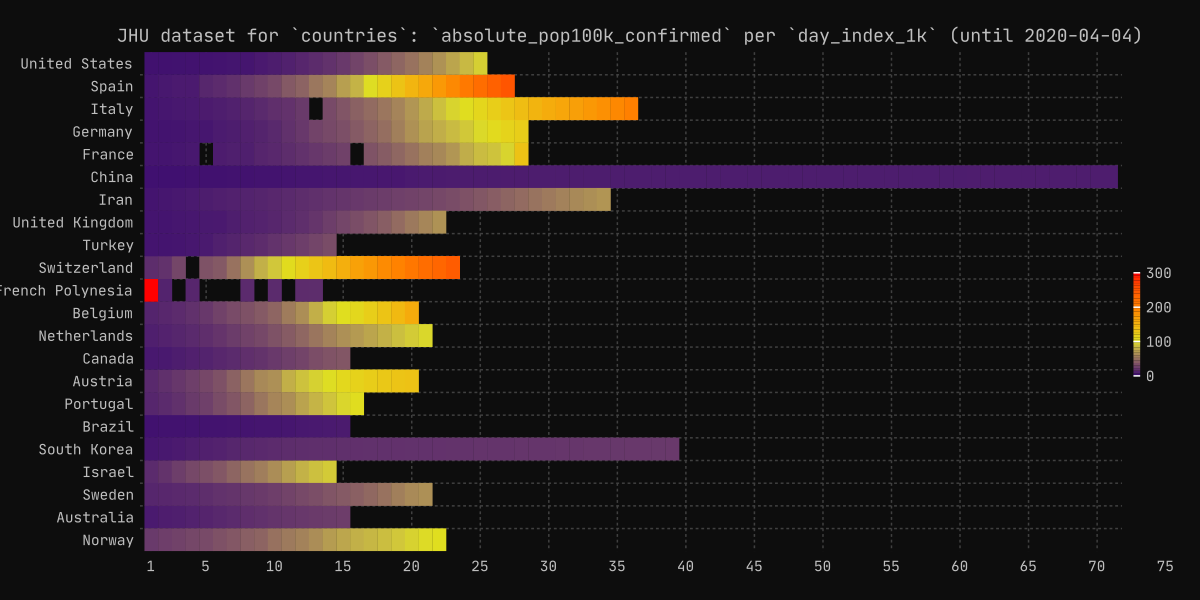 JHU dataset for `countries`: `absolute_pop100k_confirmed` per `day_index_1k` (until 2020-04-04)
United States
Spain
Italy
Germany
France
China
Iran
United Kingdom
Turkey
Switzerland
French Polynesia
Belgium
Netherlands
Canada
Austria
Portugal
Brazil
South Korea
Israel
Sweden
Australia
Norway
300
200
100
0
1 5 10 15 20 25 30 35 40 45 50 55 60 65 70 75